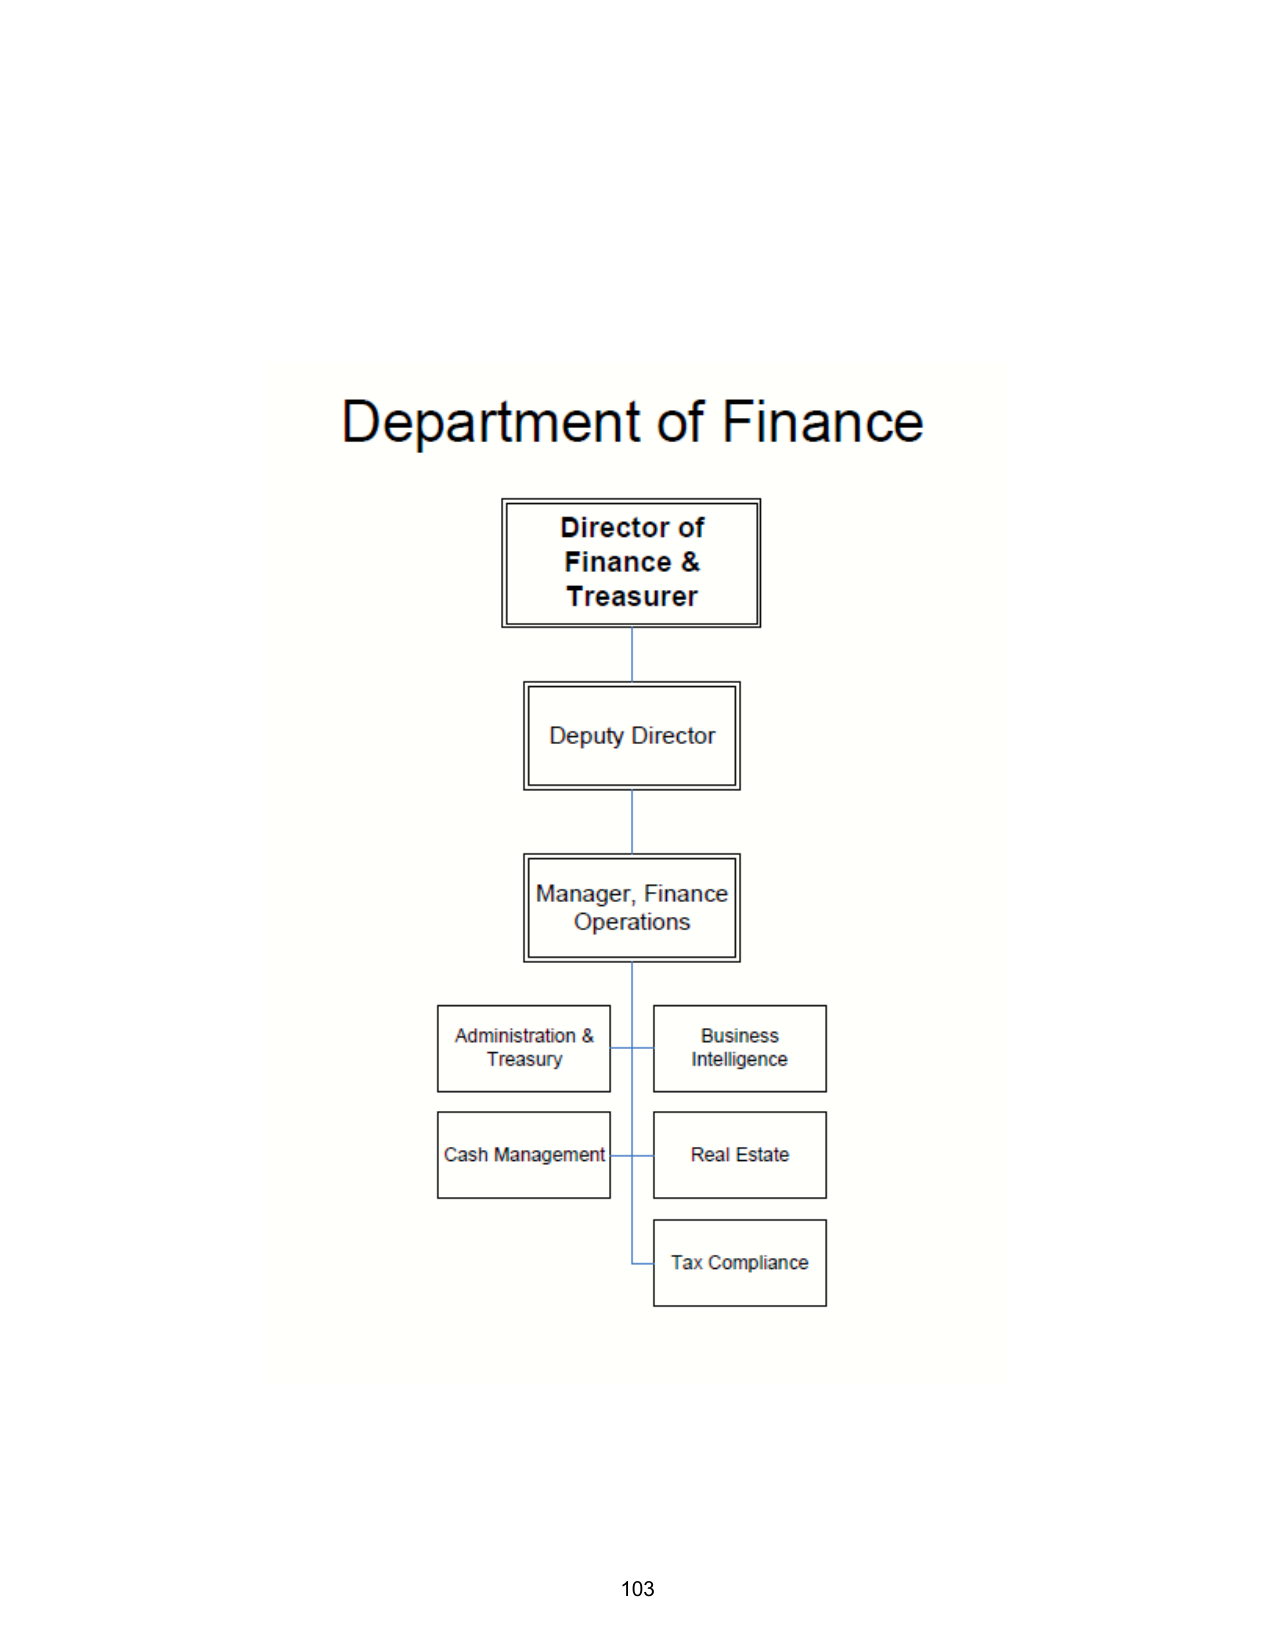 Department of Finance
Director of
Finance &
Treasurer
Deputy Director
Manager, Finance
Operations
Administration &
Treasury
Business
Intelligence
Cash Management
Real Estate
Tax Compliance
103